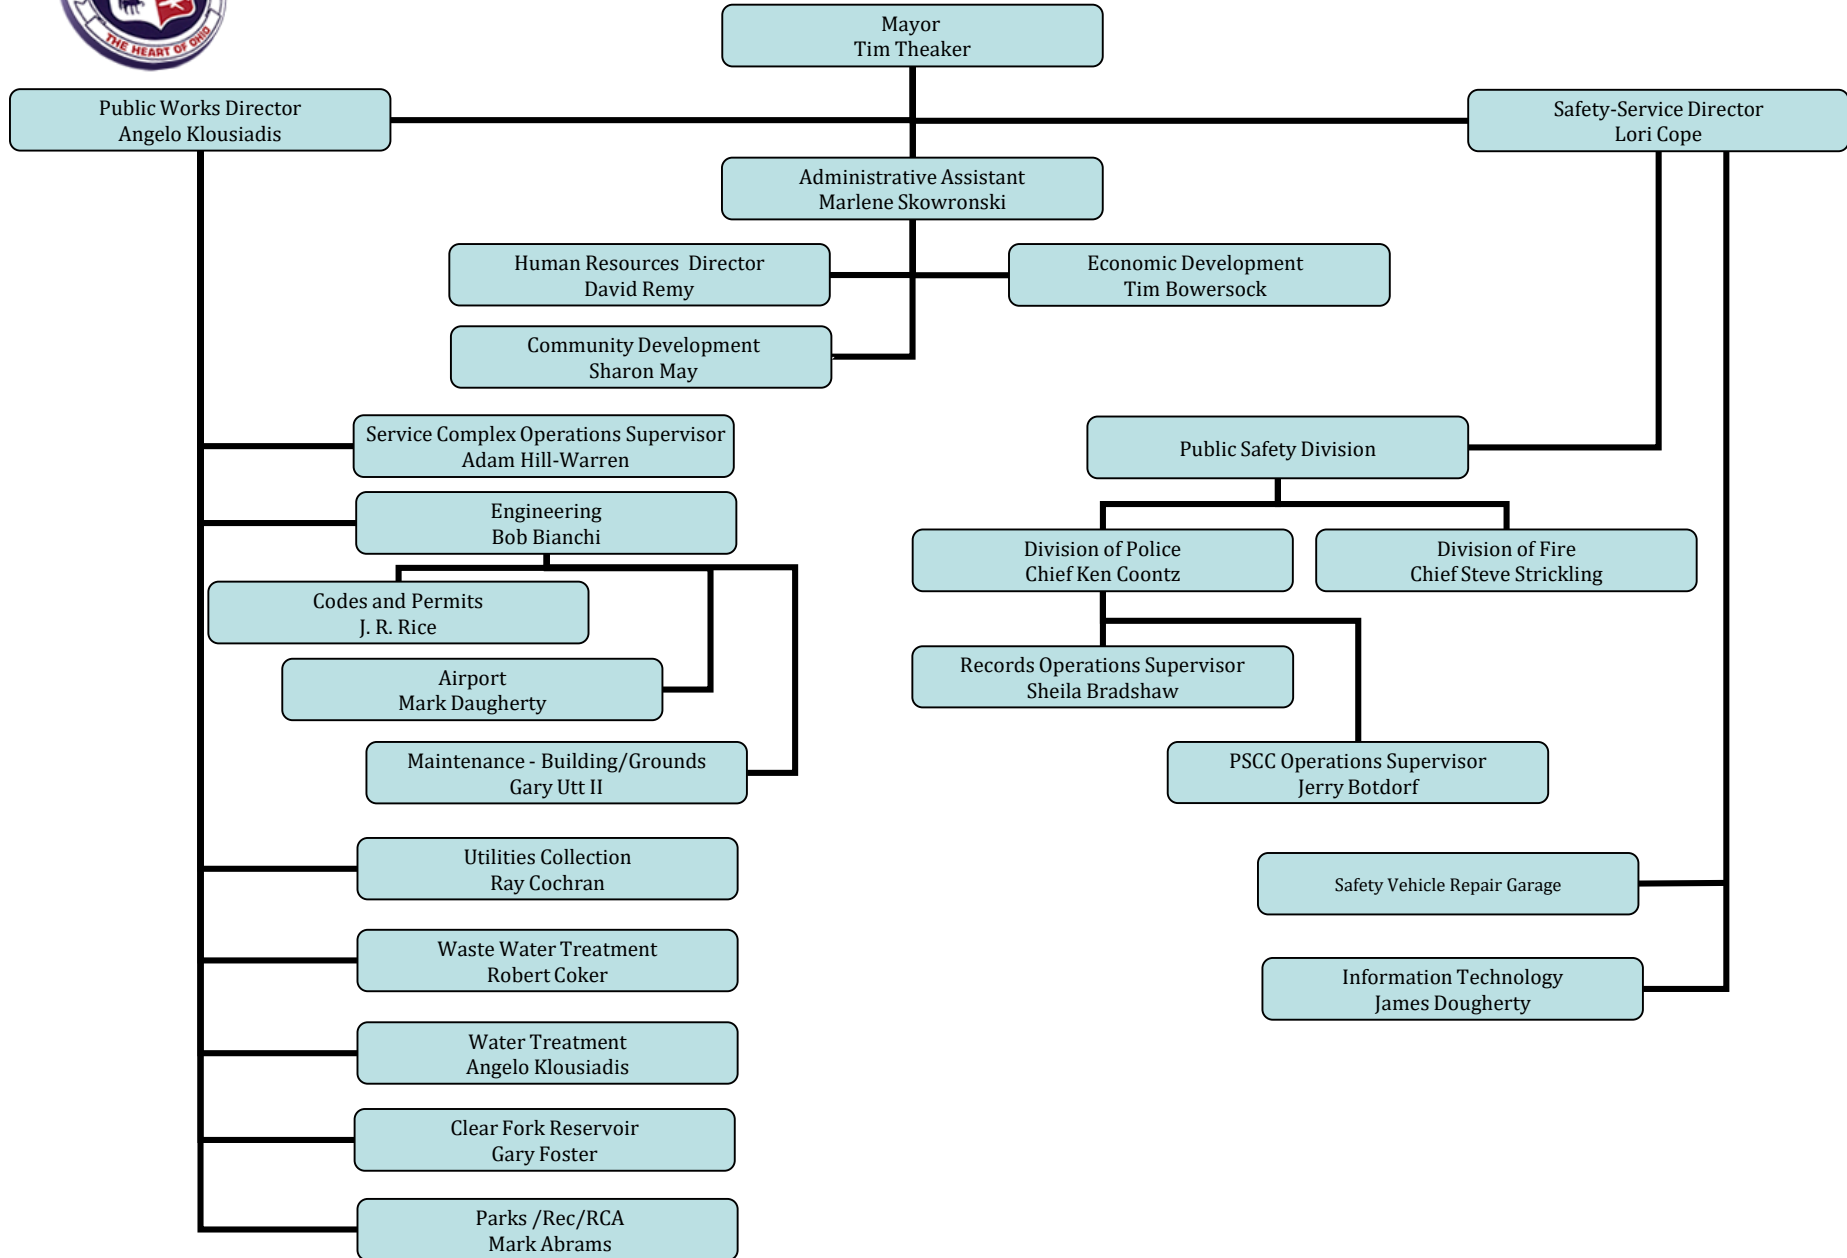 THE HEART OF OHIO
Mayor
Tim Theaker
Public Works Director
Angelo Klousiadis
Safety-Service Director
Lori Cope
Administrative Assistant
Marlene Skowronski
Human Resources  Director
David Remy
Economic Development
Tim Bowersock
Community Development
Sharon May
Service Complex Operations Supervisor
Adam Hill-Warren
Public Safety Division
Engineering
Bob Bianchi
Division of Police
Chief Ken Coontz
Division of Fire
Chief Steve Strickling
Codes and Permits
J. R. Rice
Records Operations Supervisor
Sheila Bradshaw
Airport
Mark Daugherty
Maintenance - Building/Grounds
Gary Utt II
PSCC Operations Supervisor
Jerry Botdorf
Utilities Collection
Ray Cochran
Safety Vehicle Repair Garage
Waste Water Treatment
Robert Coker
Information Technology
James Dougherty
Water Treatment
Angelo Klousiadis
Clear Fork Reservoir
Gary Foster
Parks /Rec/RCA
Mark Abrams